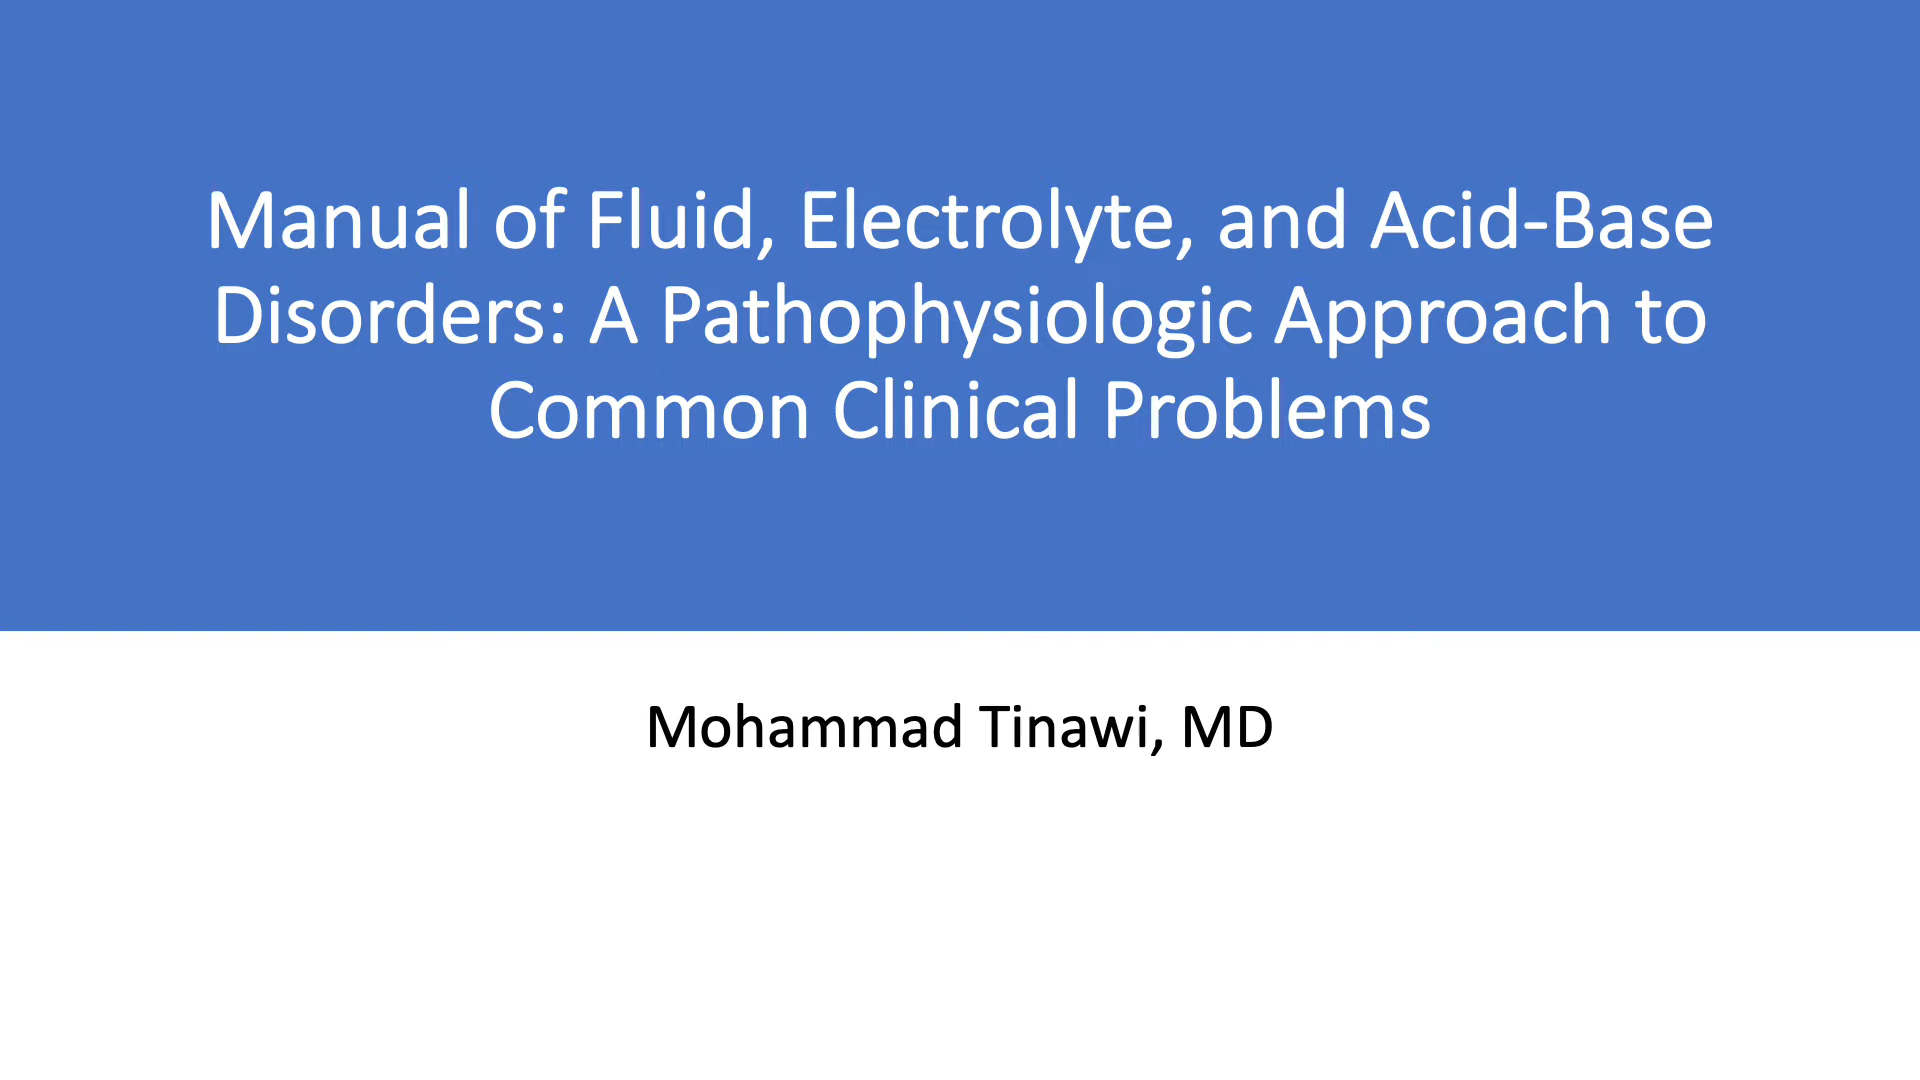 Manual of Fluid, Electrolyte, and Acid-Base
Disorders: A Pathophysiologic Approach to
Common Clinical Problems
Mohammad Tinawi, MD